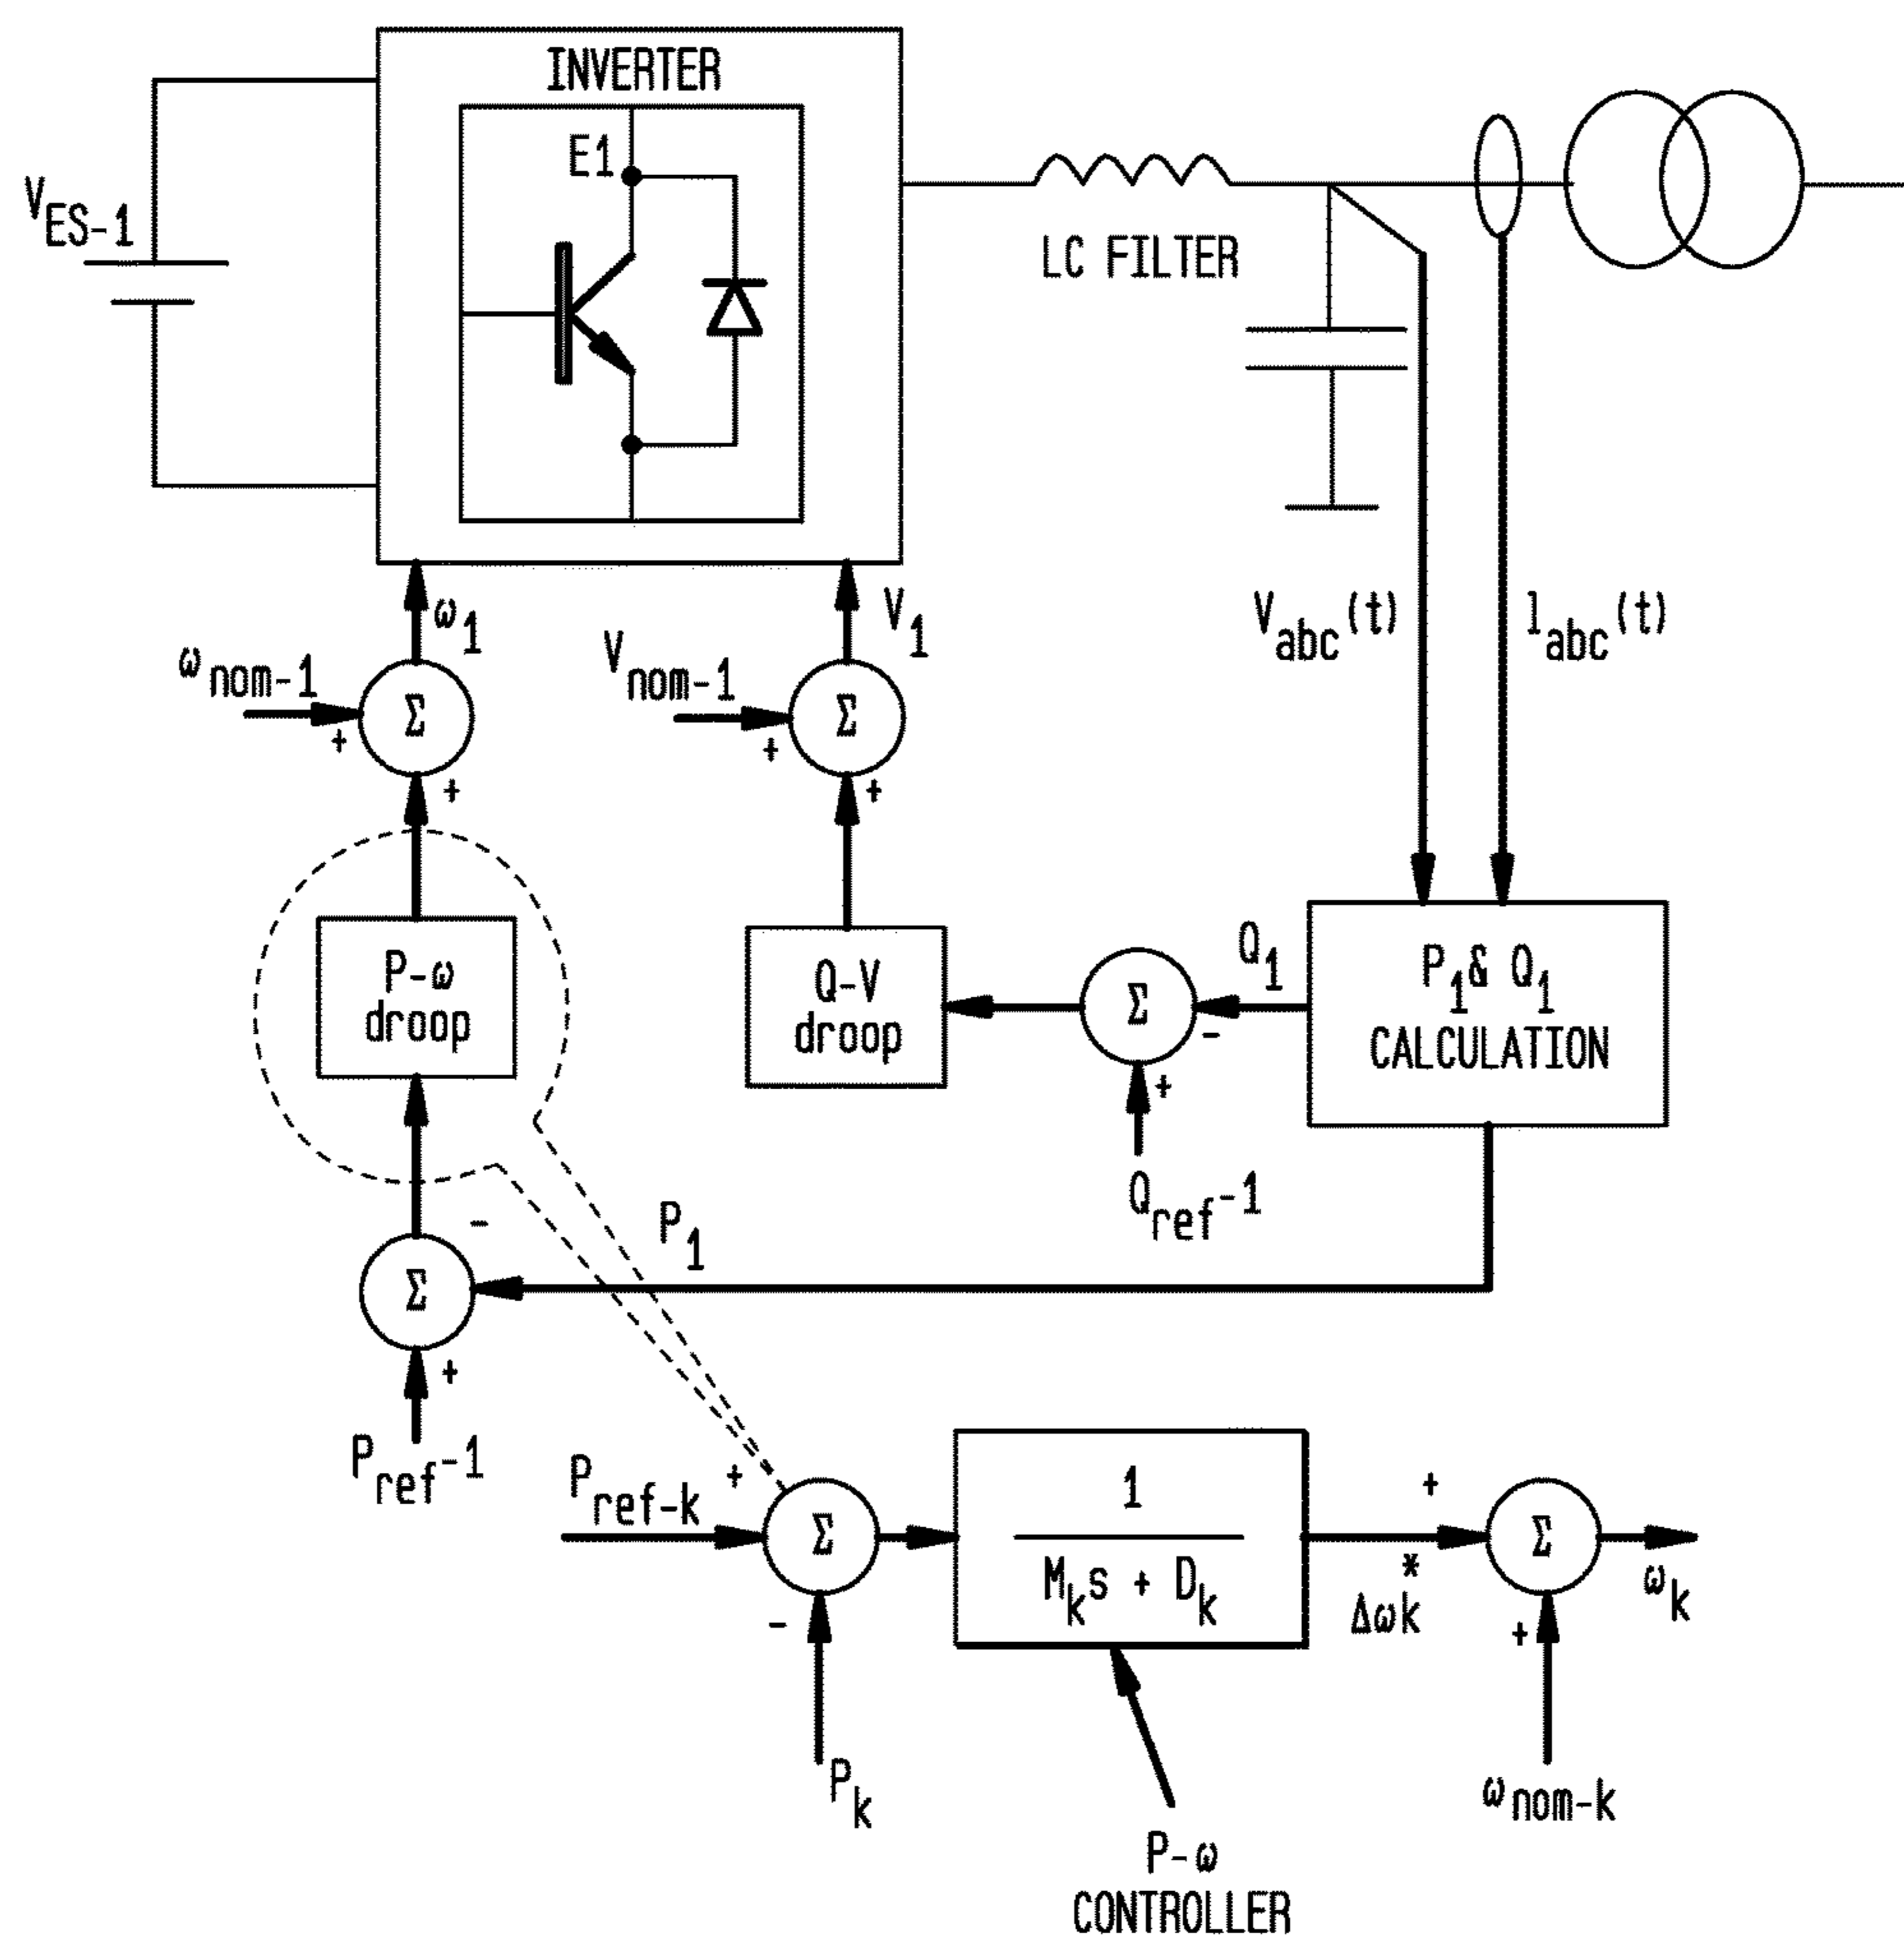 INVERTER
E1
V_ES-1
LC FILTER
ω_1
V_1
V_abc(t)
l_abc(t)
ω_nom-1
V_nom-1
+
Σ
+
+
Σ
+
P-ω
droop
Q-V
droop
Σ
-
+
Q_1
P_1 & Q_1
CALCULATION
Q_ref-1
-
P_1
Σ
+
P_ref-1
P_ref-k
+
Σ
-
1
M_k s + D_k
+
*
Δωk
Σ
+
ω_k
P_k
ω_nom-k
P-ω
CONTROLLER